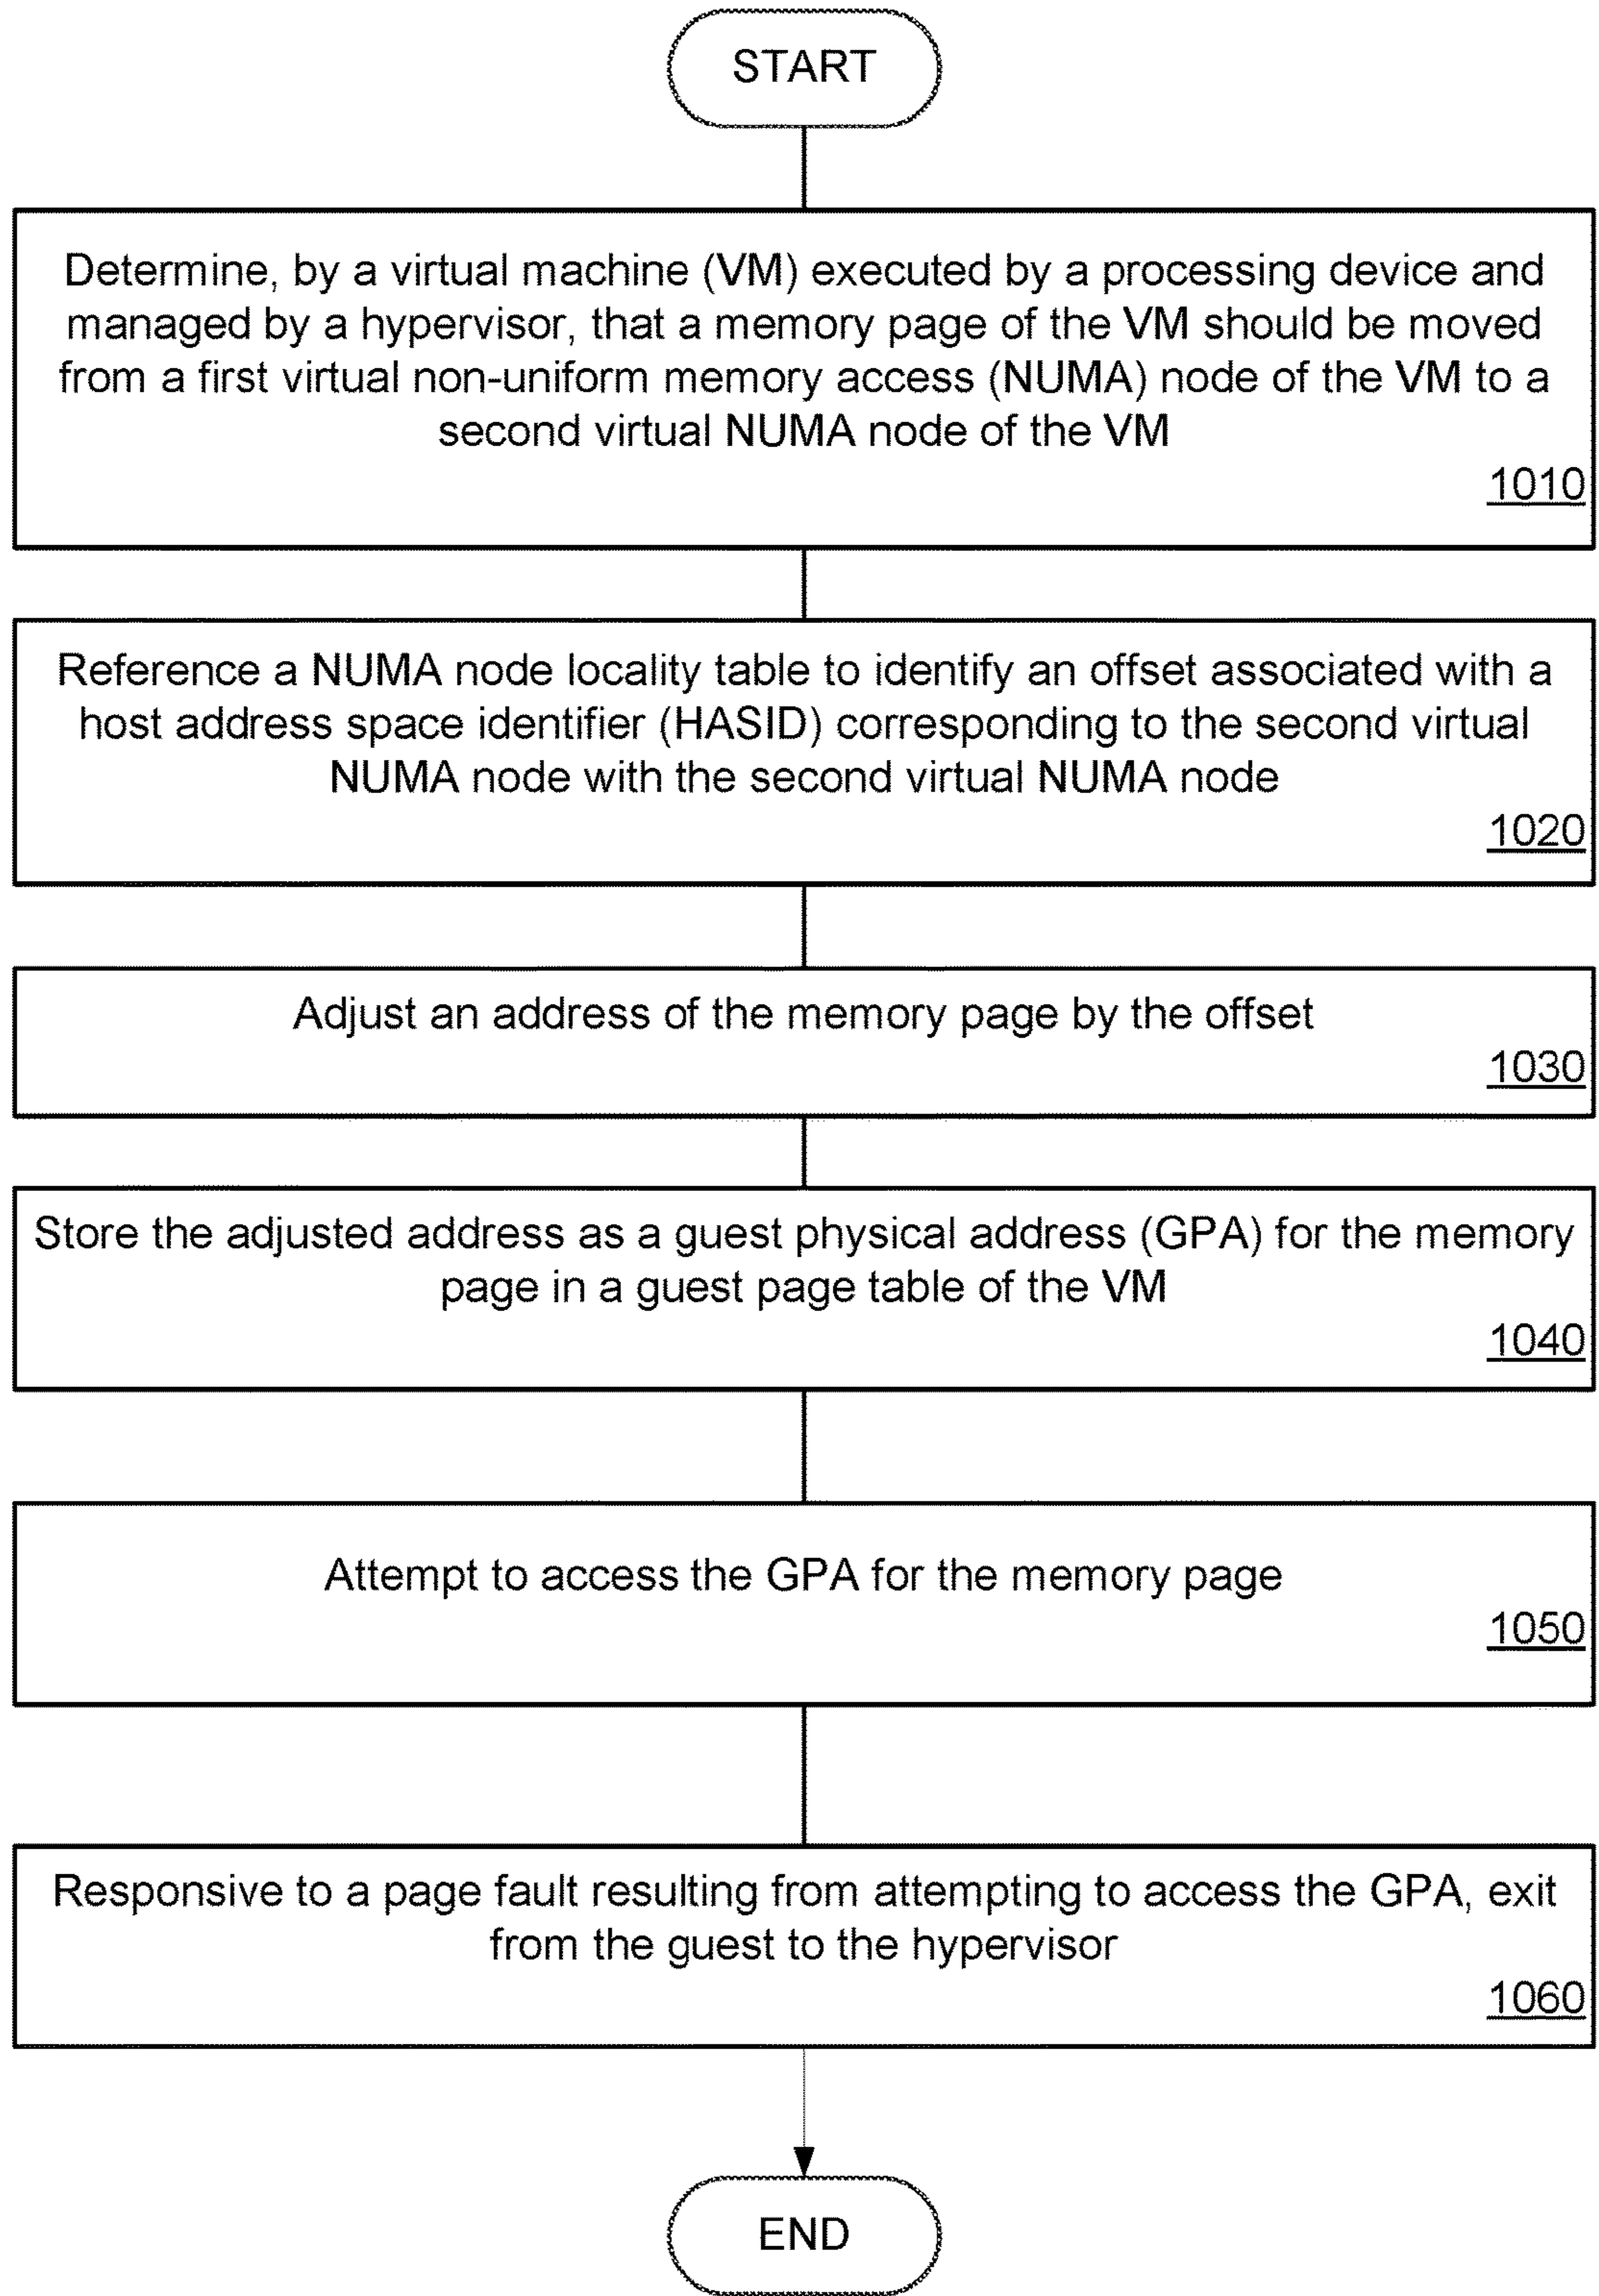 START
Determine, by a virtual machine (VM) executed by a processing device and
managed by a hypervisor, that a memory page of the VM should be moved
from a first virtual non-uniform memory access (NUMA) node of the VM to a
second virtual NUMA node of the VM
1010
Reference a NUMA node locality table to identify an offset associated with a
host address space identifier (HASID) corresponding to the second virtual
NUMA node with the second virtual NUMA node
1020
Adjust an address of the memory page by the offset
1030
Store the adjusted address as a guest physical address (GPA) for the memory
page in a guest page table of the VM
1040
Attempt to access the GPA for the memory page
1050
Responsive to a page fault resulting from attempting to access the GPA, exit
from the guest to the hypervisor
1060
END